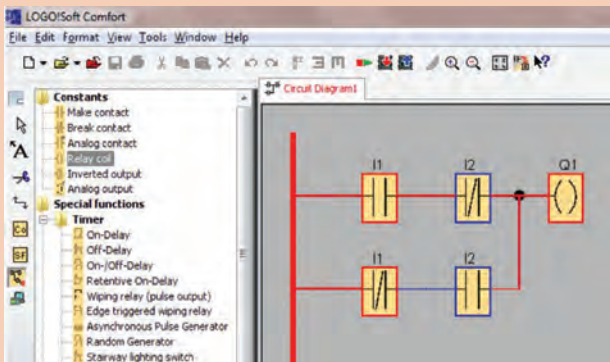 LOGO!Soft Comfort
File Edit Format View Tools Window Help
Circuit Diagram1
Constants
Make contact
Break contact
Analog contact
Relay coil
Inverted output
Analog output
Special functions
Timer
On-Delay
Off-Delay
On-/Off-Delay
Retentive On-Delay
Wiping relay (pulse output)
Edge triggered wiping relay
Asynchronous Pulse Generator
Random Generator
Stairway lighting switch
A
Co
SF
I1 I2 Q1
I1 I2